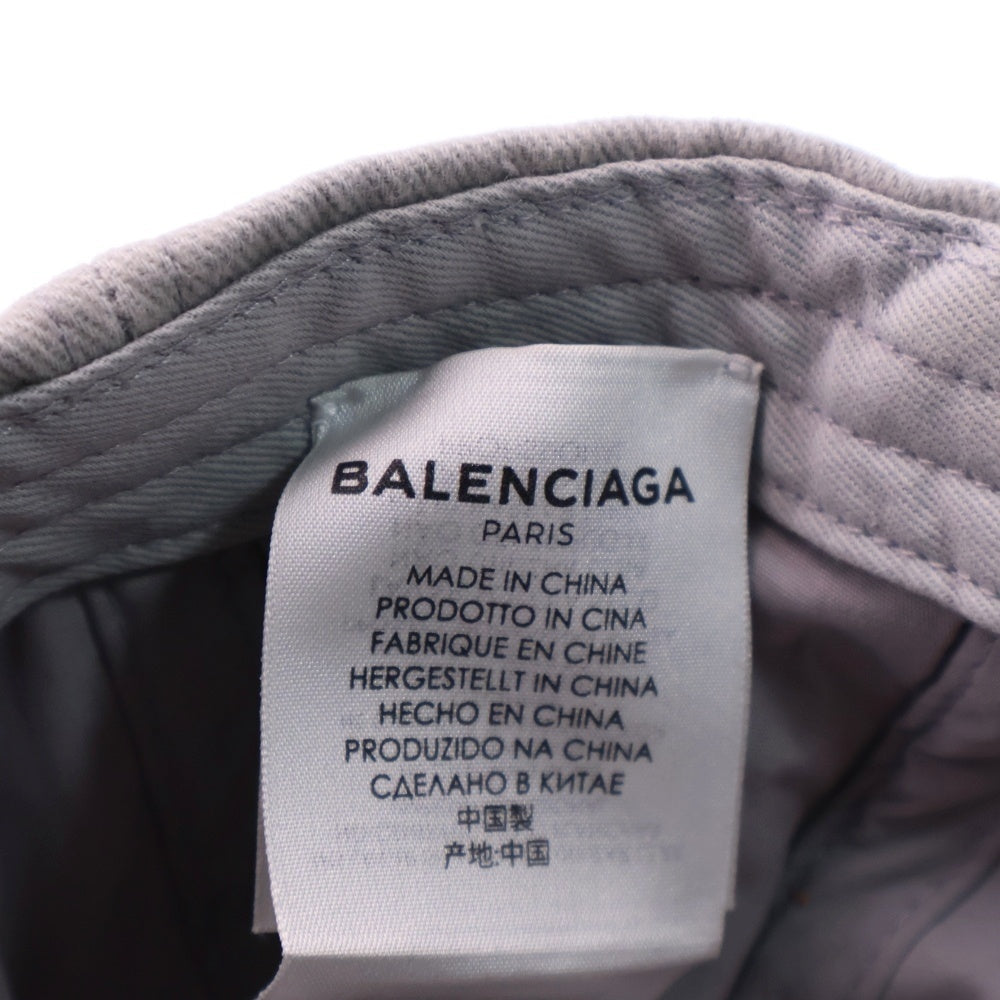 BALENCIAGA
PARIS
MADE IN CHINA
PRODOTTO IN CINA
FABRIQUE EN CHINE
HERGESTELLT IN CHINA
HECHO EN CHINA
PRODUZIDO NA CHINA
СДЕЛАНО В КИТАЕ
中国製
产地:中国